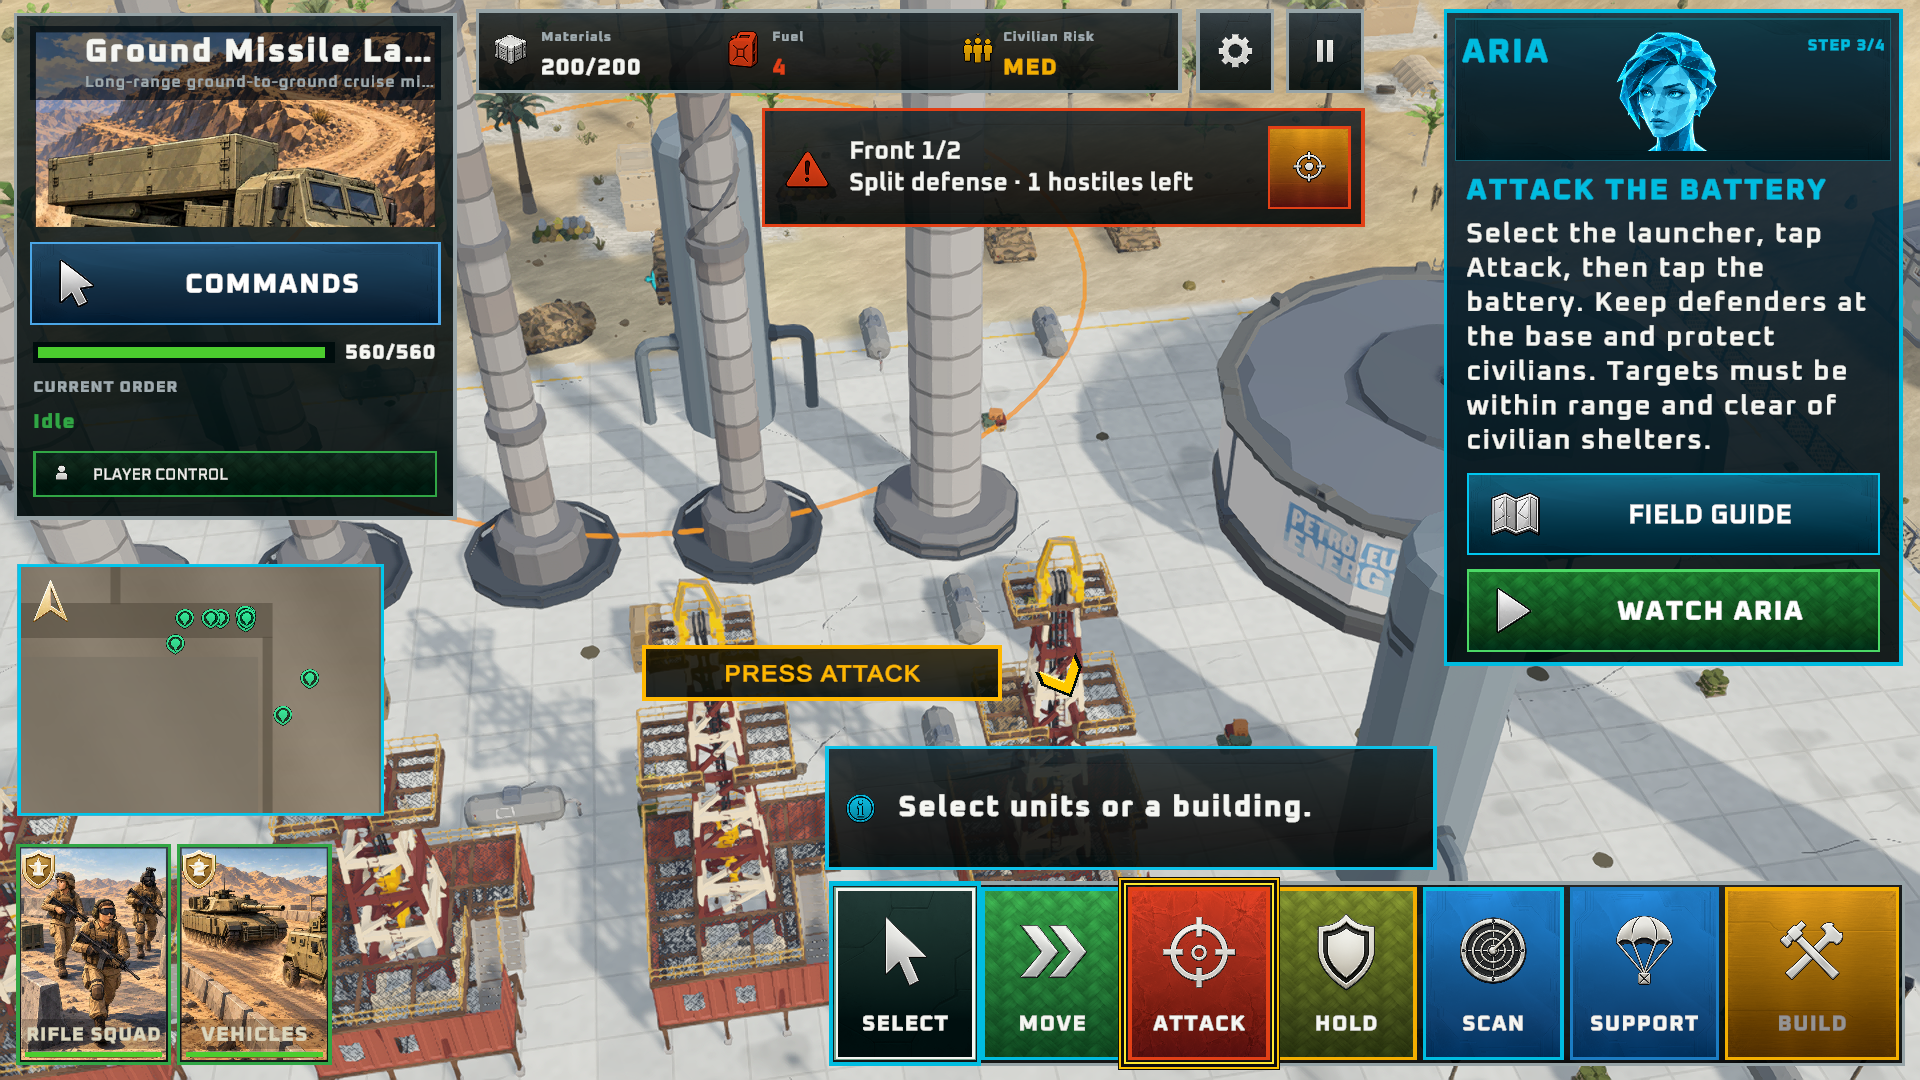 Ground Missile La...
Long-range ground-to-ground cruise mi...
COMMANDS
560/560
CURRENT ORDER
Idle
PLAYER CONTROL
Materials
200/200
Fuel
4
Civilian Risk
MED
Front 1/2
Split defense · 1 hostiles left
ARIA
STEP 3/4
ATTACK THE BATTERY
Select the launcher, tap
Attack, then tap the
battery. Keep defenders at
the base and protect
civilians. Targets must be
within range and clear of
civilian shelters.
FIELD GUIDE
WATCH ARIA
PETRO
ENERGY
EU
PRESS ATTACK
Select units or a building.
RIFLE SQUAD
VEHICLES
SELECT
MOVE
ATTACK
HOLD
SCAN
SUPPORT
BUILD